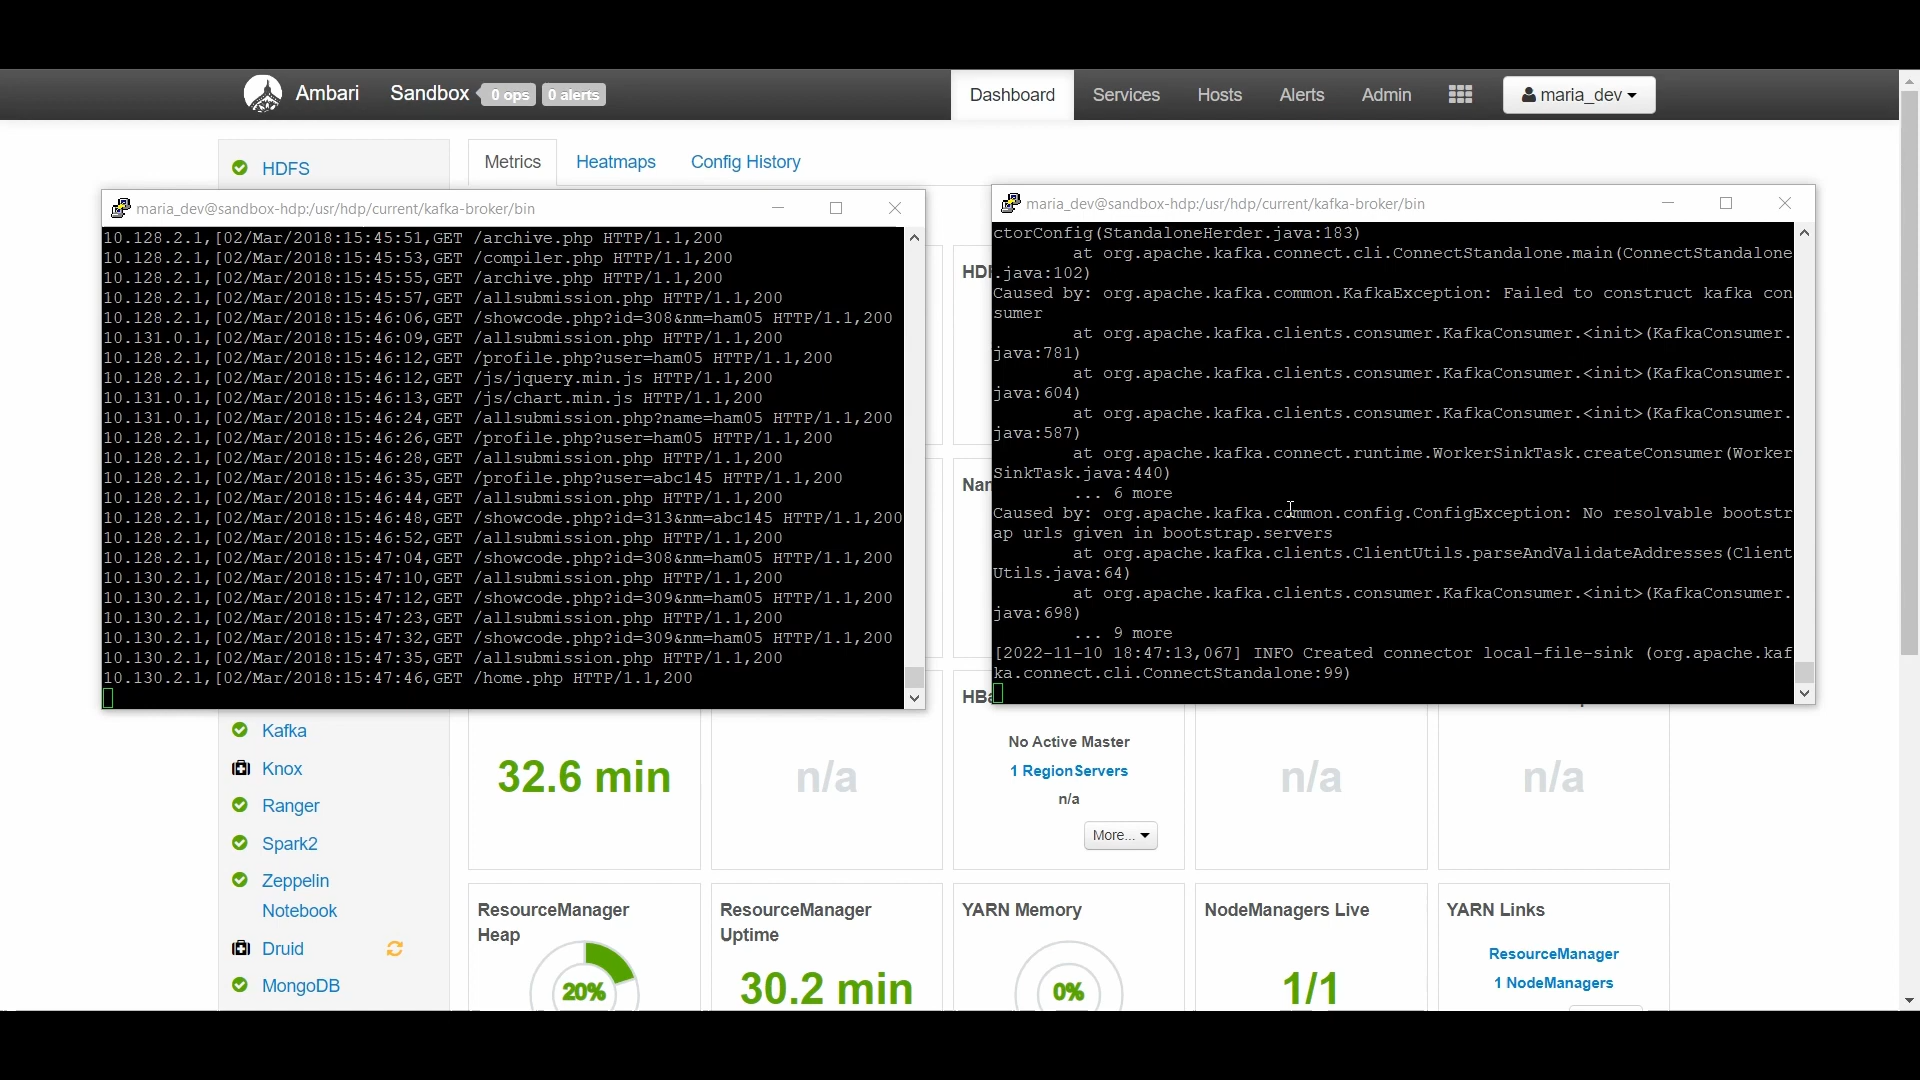 Ambari Sandbox 0 ops 0 alerts Dashboard Services Hosts Alerts Admin maria_dev
HDFS
Metrics Heatmaps Config History
maria_dev@sandbox-hdp:/usr/hdp/current/kafka-broker/bin
10.128.2.1,[02/Mar/2018:15:45:51,GET /archive.php HTTP/1.1,200
10.128.2.1,[02/Mar/2018:15:45:53,GET /compiler.php HTTP/1.1,200
10.128.2.1,[02/Mar/2018:15:45:55,GET /archive.php HTTP/1.1,200
10.128.2.1,[02/Mar/2018:15:45:57,GET /allsubmission.php HTTP/1.1,200
10.128.2.1,[02/Mar/2018:15:46:06,GET /showcode.php?id=308&nm=ham05 HTTP/1.1,200
10.131.0.1,[02/Mar/2018:15:46:09,GET /allsubmission.php HTTP/1.1,200
10.128.2.1,[02/Mar/2018:15:46:12,GET /profile.php?user=ham05 HTTP/1.1,200
10.128.2.1,[02/Mar/2018:15:46:12,GET /js/jquery.min.js HTTP/1.1,200
10.131.0.1,[02/Mar/2018:15:46:13,GET /js/chart.min.js HTTP/1.1,200
10.131.0.1,[02/Mar/2018:15:46:24,GET /allsubmission.php?name=ham05 HTTP/1.1,200
10.128.2.1,[02/Mar/2018:15:46:26,GET /profile.php?user=ham05 HTTP/1.1,200
10.128.2.1,[02/Mar/2018:15:46:28,GET /allsubmission.php HTTP/1.1,200
10.128.2.1,[02/Mar/2018:15:46:35,GET /profile.php?user=abc145 HTTP/1.1,200
10.128.2.1,[02/Mar/2018:15:46:44,GET /allsubmission.php HTTP/1.1,200
10.128.2.1,[02/Mar/2018:15:46:48,GET /showcode.php?id=313&nm=abc145 HTTP/1.1,200
10.128.2.1,[02/Mar/2018:15:46:52,GET /allsubmission.php HTTP/1.1,200
10.128.2.1,[02/Mar/2018:15:47:04,GET /showcode.php?id=308&nm=ham05 HTTP/1.1,200
10.130.2.1,[02/Mar/2018:15:47:10,GET /allsubmission.php HTTP/1.1,200
10.130.2.1,[02/Mar/2018:15:47:12,GET /showcode.php?id=309&nm=ham05 HTTP/1.1,200
10.130.2.1,[02/Mar/2018:15:47:23,GET /allsubmission.php HTTP/1.1,200
10.130.2.1,[02/Mar/2018:15:47:32,GET /showcode.php?id=309&nm=ham05 HTTP/1.1,200
10.130.2.1,[02/Mar/2018:15:47:35,GET /allsubmission.php HTTP/1.1,200
10.130.2.1,[02/Mar/2018:15:47:46,GET /home.php HTTP/1.1,200
maria_dev@sandbox-hdp:/usr/hdp/current/kafka-broker/bin
ctorConfig(StandaloneHerder.java:183)
at org.apache.kafka.connect.cli.ConnectStandalone.main(ConnectStandalone
.java:102)
Caused by: org.apache.kafka.common.KafkaException: Failed to construct kafka con
sumer
at org.apache.kafka.clients.consumer.KafkaConsumer.<init>(KafkaConsumer.
java:781)
at org.apache.kafka.clients.consumer.KafkaConsumer.<init>(KafkaConsumer.
java:604)
at org.apache.kafka.clients.consumer.KafkaConsumer.<init>(KafkaConsumer.
java:587)
at org.apache.kafka.connect.runtime.WorkerSinkTask.createConsumer(Worker
SinkTask.java:440)
... 6 more
Caused by: org.apache.kafka.common.config.ConfigException: No resolvable bootstr
ap urls given in bootstrap.servers
at org.apache.kafka.clients.ClientUtils.parseAndValidateAddresses(Client
Utils.java:64)
at org.apache.kafka.clients.consumer.KafkaConsumer.<init>(KafkaConsumer.
java:698)
... 9 more
[2022-11-10 18:47:13,067] INFO Created connector local-file-sink (org.apache.kaf
ka.connect.cli.ConnectStandalone:99)
Kafka
Knox
Ranger
Spark2
Zeppelin
Notebook
Druid
MongoDB
32.6 min
n/a
No Active Master
1 RegionServers
n/a
More...
n/a
n/a
ResourceManager
Heap
20%
ResourceManager
Uptime
30.2 min
YARN Memory
0%
NodeManagers Live
1/1
YARN Links
ResourceManager
1 NodeManagers